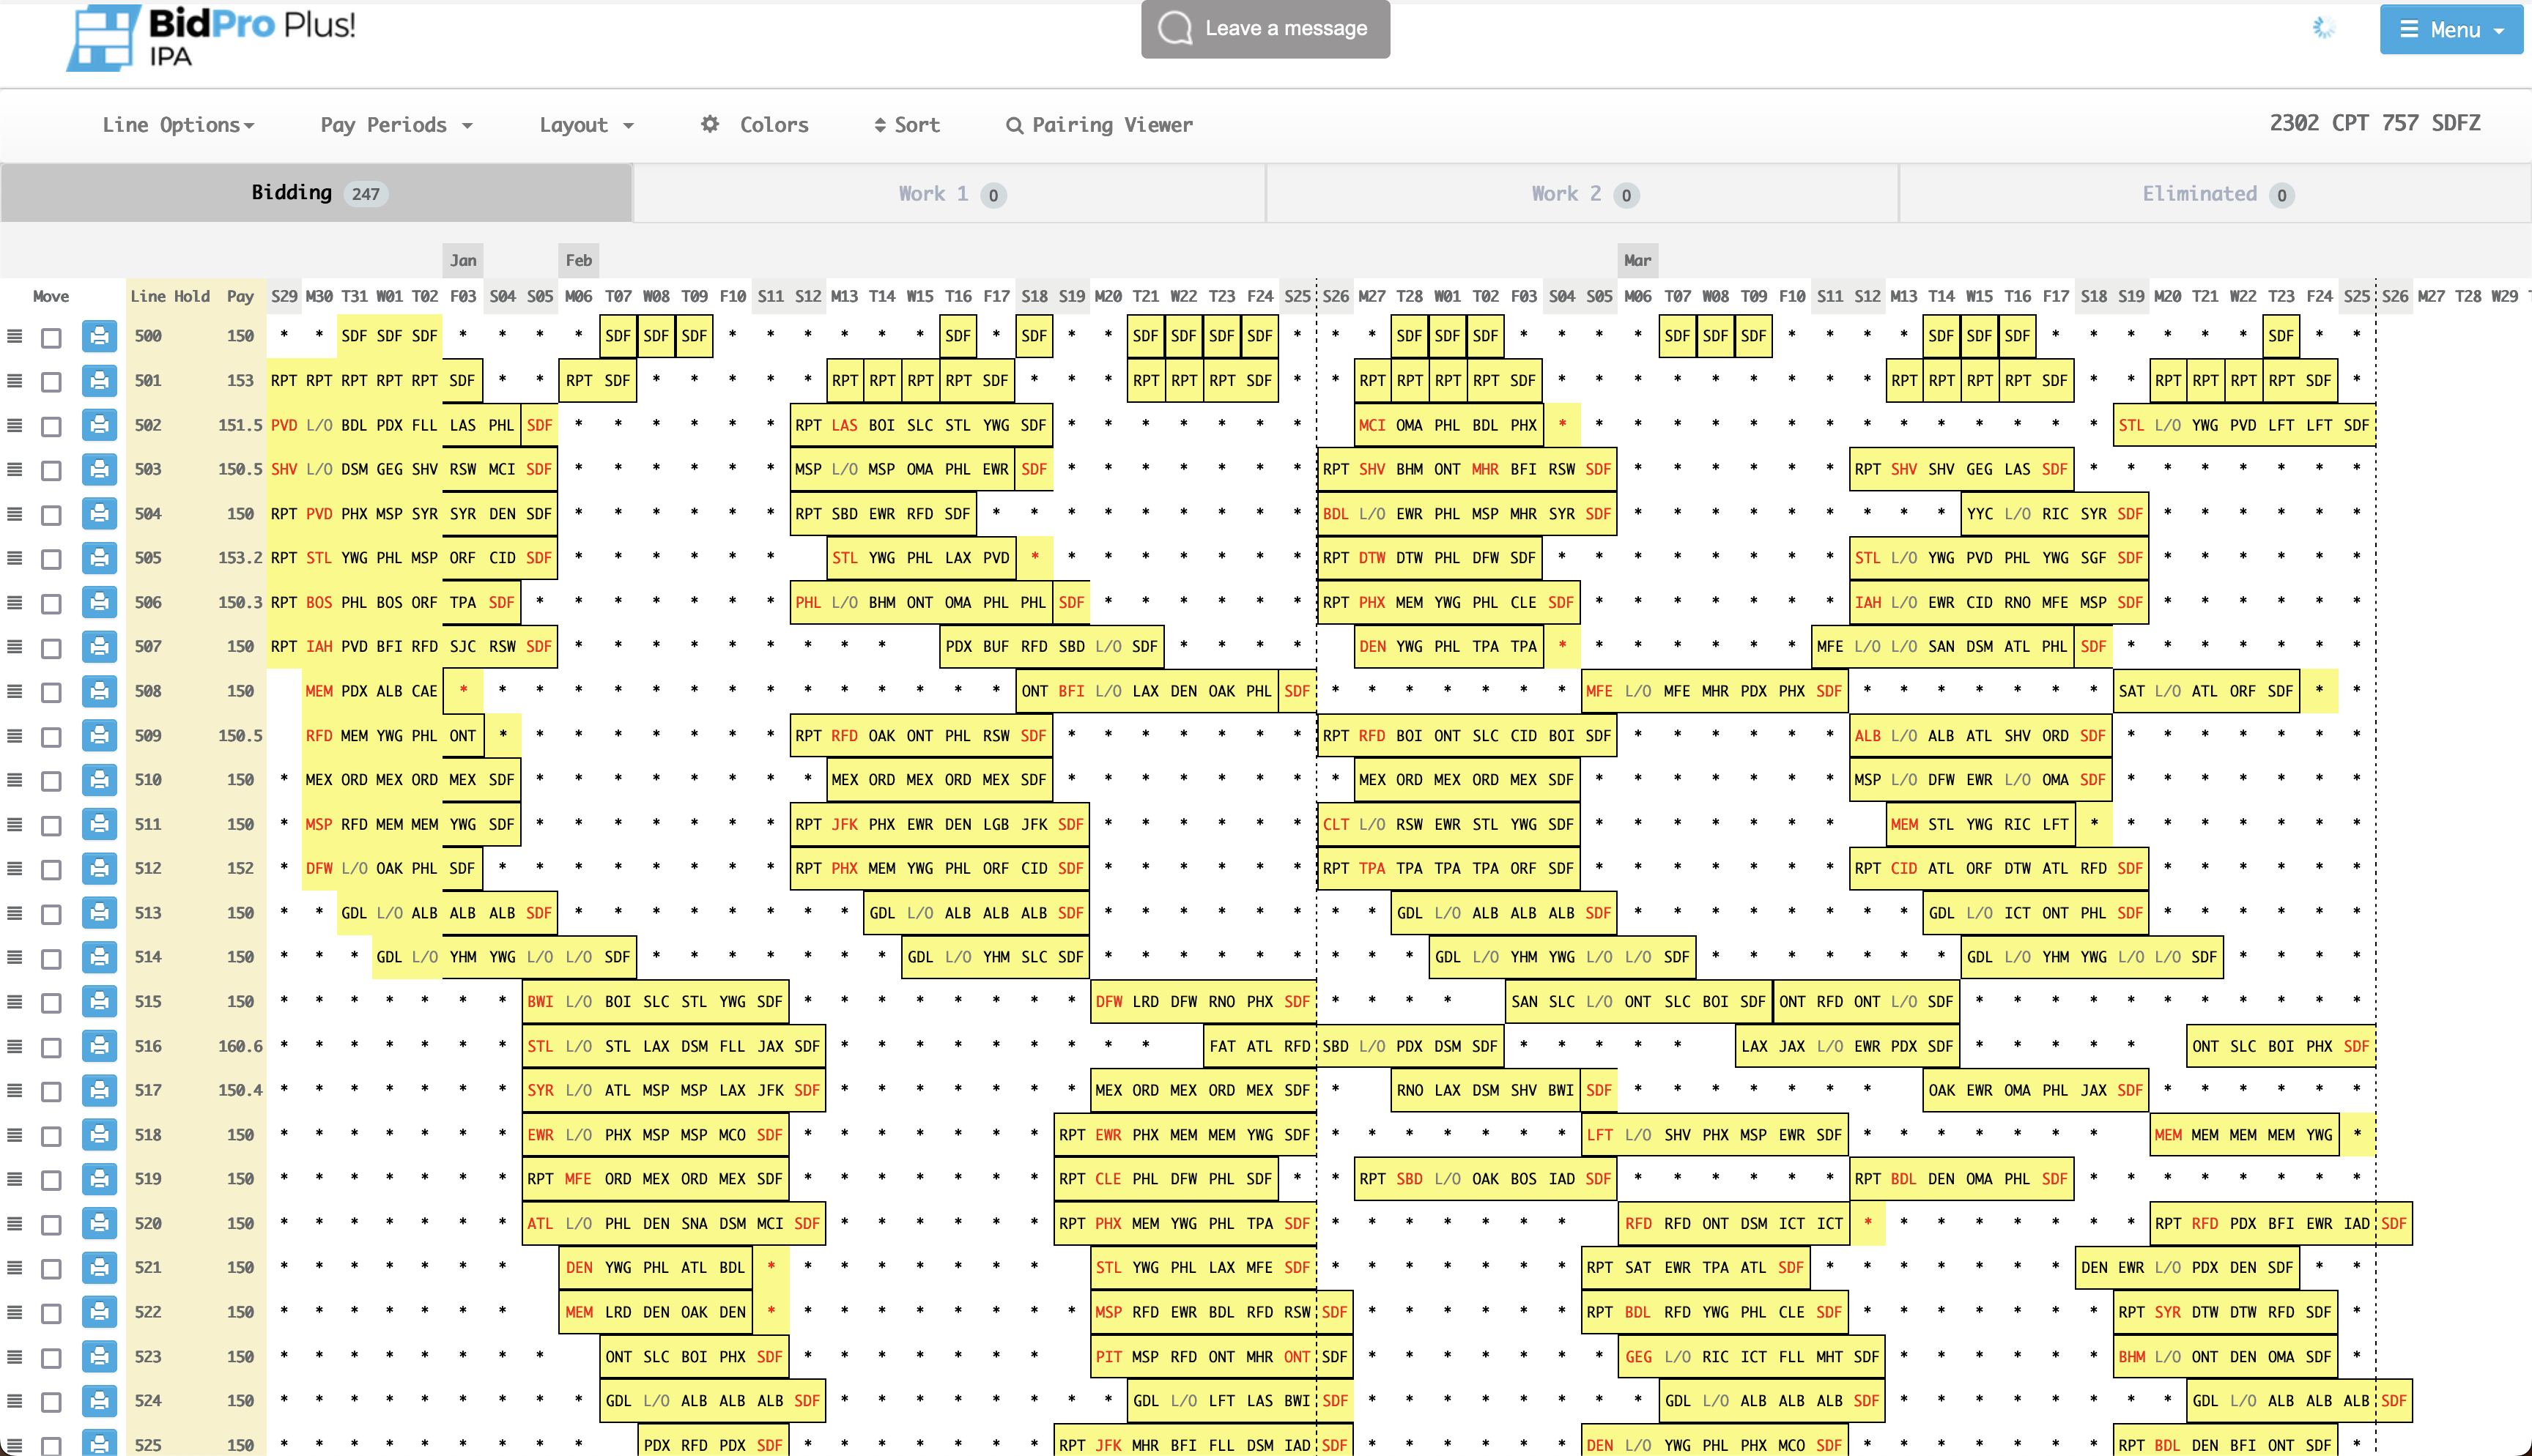 BidPro Plus!
IPA
Leave a message
Menu
Line Options Pay Periods Layout Colors Sort Pairing Viewer 2302 CPT 757 SDFZ
Bidding 247 Work 1 0 Work 2 0 Eliminated 0
Jan Feb Mar
Move Line Hold Pay S29 M30 T31 W01 T02 F03 S04 S05 M06 T07 W08 T09 F10 S11 S12 M13 T14 W15 T16 F17 S18 S19 M20 T21 W22 T23 F24 S25 S26 M27 T28 W01 T02 F03 S04 S05 M06 T07 W08 T09 F10 S11 S12 M13 T14 W15 T16 F17 S18 S19 M20 T21 W22 T23 F24 S25 S26 M27 T28 W29
500 150 * * SDF SDF SDF * * * * SDF SDF SDF * * * * * * SDF * SDF * * SDF SDF SDF SDF * * * SDF SDF SDF * * * * SDF SDF SDF * * * * SDF SDF SDF * * * * * * SDF * *
501 153 RPT RPT RPT RPT RPT SDF * * RPT SDF * * * * * RPT RPT RPT RPT SDF * * * RPT RPT RPT SDF * * RPT RPT RPT RPT SDF * * * * * * * * * RPT RPT RPT RPT SDF * * RPT RPT RPT RPT SDF *
502 151.5 PVD L/O BDL PDX FLL LAS PHL SDF * * * * * * RPT LAS BOI SLC STL YWG SDF * * * * * * * * MCI OMA PHL BDL PHX * * * * * * * * * * * * * * * STL L/O YWG PVD LFT LFT SDF
503 150.5 SHV L/O DSM GEG SHV RSW MCI SDF * * * * * * MSP L/O MSP OMA PHL EWR SDF * * * * * * * RPT SHV BHM ONT MHR BFI RSW SDF * * * * * * RPT SHV SHV GEG LAS SDF * * * * * * * *
504 150 RPT PVD PHX MSP SYR SYR DEN SDF * * * * * * RPT SBD EWR RFD SDF * * * * * * * * * BDL L/O EWR PHL MSP MHR SYR SDF * * * * * * * * * YYC L/O RIC SYR SDF * * * * * *
505 153.2 RPT STL YWG PHL MSP ORF CID SDF * * * * * * * STL YWG PHL LAX PVD * * * * * * * * RPT DTW DTW PHL DFW SDF * * * * * * * * STL L/O YWG PVD PHL YWG SGF SDF * * * * * *
506 150.3 RPT BOS PHL BOS ORF TPA SDF * * * * * * * PHL L/O BHM ONT OMA PHL PHL SDF * * * * * * RPT PHX MEM YWG PHL CLE SDF * * * * * * * IAH L/O EWR CID RNO MFE MSP SDF * * * * * *
507 150 RPT IAH PVD BFI RFD SJC RSW SDF * * * * * * * * * * PDX BUF RFD SBD L/O SDF * * * * * DEN YWG PHL TPA TPA * * * * * * * MFE L/O L/O SAN DSM ATL PHL SDF * * * * * * *
508 150 MEM PDX ALB CAE * * * * * * * * * * * * * * * ONT BFI L/O LAX DEN OAK PHL SDF * * * * * * * MFE L/O MFE MHR PDX PHX SDF * * * * * * * SAT L/O ATL ORF SDF * *
509 150.5 RFD MEM YWG PHL ONT * * * * * * * * RPT RFD OAK ONT PHL RSW SDF * * * * * * * RPT RFD BOI ONT SLC CID BOI SDF * * * * * * ALB L/O ALB ATL SHV ORD SDF * * * * * * *
510 150 * MEX ORD MEX ORD MEX SDF * * * * * * * * MEX ORD MEX ORD MEX SDF * * * * * * * * MEX ORD MEX ORD MEX SDF * * * * * * * MSP L/O DFW EWR L/O OMA SDF * * * * * * *
511 150 * MSP RFD MEM MEM YWG SDF * * * * * * * RPT JFK PHX EWR DEN LGB JFK SDF * * * * * * CLT L/O RSW EWR STL YWG SDF * * * * * * * MEM STL YWG RIC LFT * * * * * * * *
512 152 * DFW L/O OAK PHL SDF * * * * * * * * RPT PHX MEM YWG PHL ORF CID SDF * * * * * * RPT TPA TPA TPA TPA ORF SDF * * * * * * * RPT CID ATL ORF DTW ATL RFD SDF * * * * * *
513 150 * * GDL L/O ALB ALB ALB SDF * * * * * * * * GDL L/O ALB ALB ALB SDF * * * * * * * * GDL L/O ALB ALB ALB SDF * * * * * * * * GDL L/O ICT ONT PHL SDF * * * * * *
514 150 * * * GDL L/O YHM YWG L/O L/O SDF * * * * * * * GDL L/O YHM SLC SDF * * * * * * * * * GDL L/O YHM YWG L/O L/O SDF * * * * * * * GDL L/O YHM YWG L/O L/O SDF * * * *
515 150 * * * * * * * BWI L/O BOI SLC STL YWG SDF * * * * * * * * DFW LRD DFW RNO PHX SDF * * * * SAN SLC L/O ONT SLC BOI SDF ONT RFD ONT L/O SDF * * * * * * * * * * *
516 160.6 * * * * * * * STL L/O STL LAX DSM FLL JAX SDF * * * * * * * * * FAT ATL RFD SBD L/O PDX DSM SDF * * * * * LAX JAX L/O EWR PDX SDF * * * * * ONT SLC BOI PHX SDF
517 150.4 * * * * * * * SYR L/O ATL MSP MSP LAX JFK SDF * * * * * * * MEX ORD MEX ORD MEX SDF * * RNO LAX DSM SHV BWI SDF * * * * * * * OAK EWR OMA PHL JAX SDF * * * * * *
518 150 * * * * * * * EWR L/O PHX MSP MSP MCO SDF * * * * * * * RPT EWR PHX MEM MEM YWG SDF * * * * * * * LFT L/O SHV PHX MSP EWR SDF * * * * * * * MEM MEM MEM MEM YWG *
519 150 * * * * * * * RPT MFE ORD MEX ORD MEX SDF * * * * * * * RPT CLE PHL DFW PHL SDF * * RPT SBD L/O OAK BOS IAD SDF * * * * * * RPT BDL DEN OMA PHL SDF * * * * * * * *
520 150 * * * * * * * ATL L/O PHL DEN SNA DSM MCI SDF * * * * * * RPT PHX MEM YWG PHL TPA SDF * * * * * * * RFD RFD ONT DSM ICT ICT * * * * * * * * RPT RFD PDX BFI EWR IAD SDF
521 150 * * * * * * * DEN YWG PHL ATL BDL * * * * * * * * STL YWG PHL LAX MFE SDF * * * * * * * RPT SAT EWR TPA ATL SDF * * * * * * * DEN EWR L/O PDX DEN SDF * *
522 150 * * * * * * * MEM LRD DEN OAK DEN * * * * * * * * * MSP RFD EWR BDL RFD RSW SDF * * * * * * RPT BDL RFD YWG PHL CLE SDF * * * * * * * RPT SYR DTW DTW RFD SDF *
523 150 * * * * * * * * ONT SLC BOI PHX SDF * * * * * * * PIT MSP RFD ONT MHR ONT SDF * * * * * * * GEG L/O RIC ICT FLL MHT SDF * * * * * * BHM L/O ONT DEN OMA SDF *
524 150 * * * * * * * * * GDL L/O ALB ALB ALB SDF * * * * * * * * GDL L/O LFT LAS BWI SDF * * * * * * * * GDL L/O ALB ALB ALB SDF * * * * * * * * GDL L/O ALB ALB ALB SDF
525 150 * * * * * * * * * PDX RFD PDX SDF * * * * * * * RPT JFK MHR BFI FLL DSM IAD SDF * * * * * * DEN L/O YWG PHL PHX MCO SDF * * * * * * * RPT BDL DEN BFI ONT SDF *